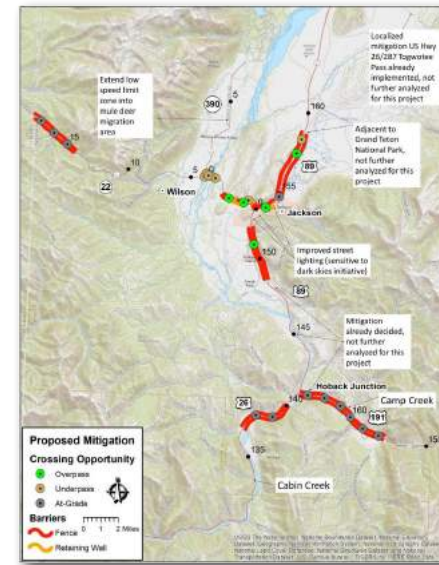 Localized
mitigation US Hwy
26/287 Togwotee
Pass already
implemented, not
further analyzed
for this project
Extend low
speed limit
zone into
mule deer
migration
area
5
390
160
15
Adjacent to
Grand Teton
National Park,
not further
analyzed for this
project
89
10
5
22
Wilson
55
Jackson
150
Improved street
lighting (sensitive to
dark skies initiative)
89
145
Mitigation
already decided,
not further
analyzed for this
project
Hoback Junction
140
Camp Creek
26
160
191
15
135
Cabin Creek
Proposed Mitigation
Crossing Opportunity
Overpass
Underpass
At-Grade
Barriers
0 1 2 Miles
Fence
Retaining Wall